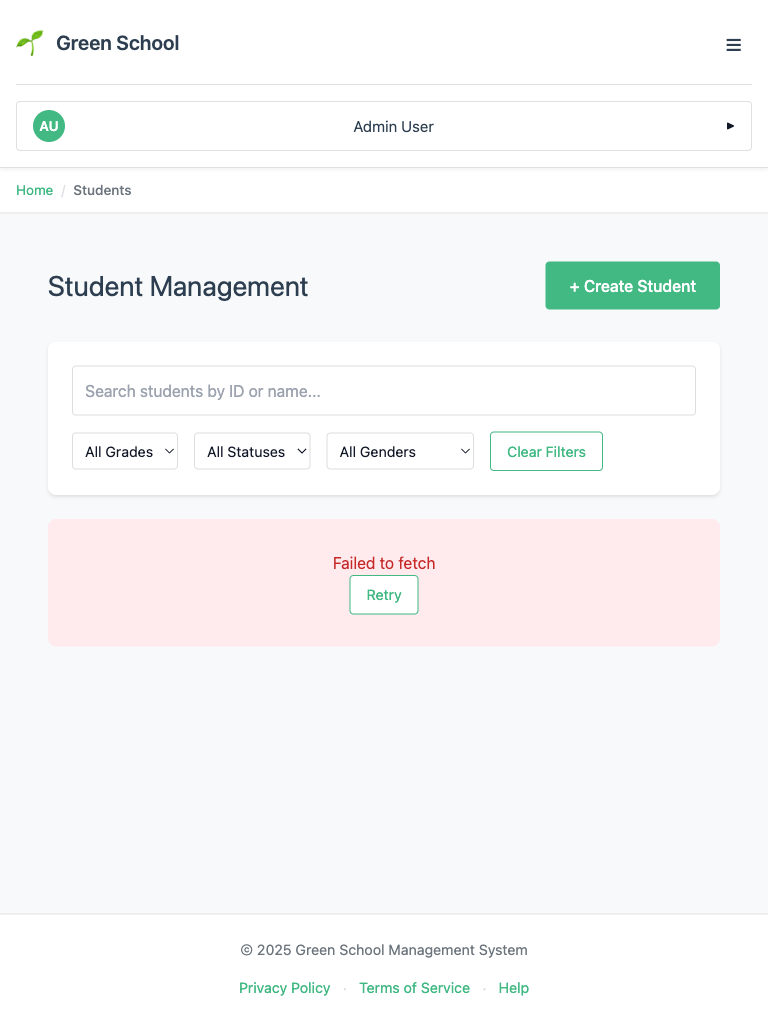 Green School
AU Admin User
Home / Students
Student Management
+ Create Student
Search students by ID or name...
All Grades All Statuses All Genders Clear Filters
Failed to fetch
Retry
© 2025 Green School Management System
Privacy Policy · Terms of Service · Help